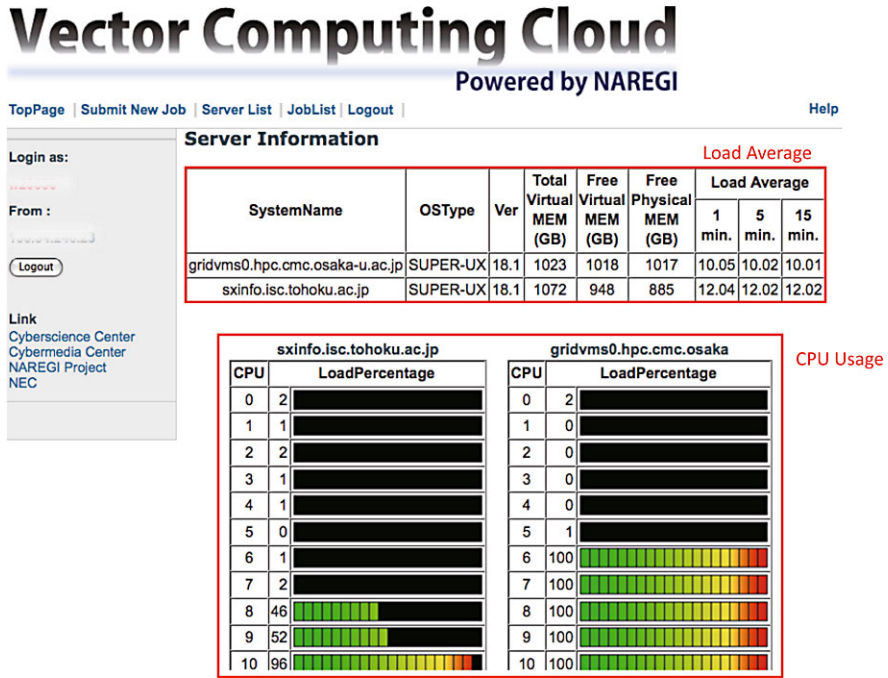 Vector Computing Cloud
Powered by NAREGI
TopPage | Submit New Job | Server List | JobList | Logout |
Help
Login as:
From :
Logout
Link
Cyberscience Center
Cybermedia Center
NAREGI Project
NEC
Server Information
Load Average
SystemName OSType Ver Total Virtual MEM (GB) Free Virtual MEM (GB) Free Physical MEM (GB) Load Average
1 min. 5 min. 15 min.
gridvms0.hpc.cmc.osaka-u.ac.jp SUPER-UX 18.1 1023 1018 1017 10.05 10.02 10.01
sxinfo.isc.tohoku.ac.jp SUPER-UX 18.1 1072 948 885 12.04 12.02 12.02
CPU Usage
sxinfo.isc.tohoku.ac.jp
CPU LoadPercentage
0 2
1 1
2 2
3 1
4 1
5 0
6 1
7 2
8 46
9 52
10 96
gridvms0.hpc.cmc.osaka
CPU LoadPercentage
0 2
1 0
2 0
3 0
4 0
5 1
6 100
7 100
8 100
9 100
10 100